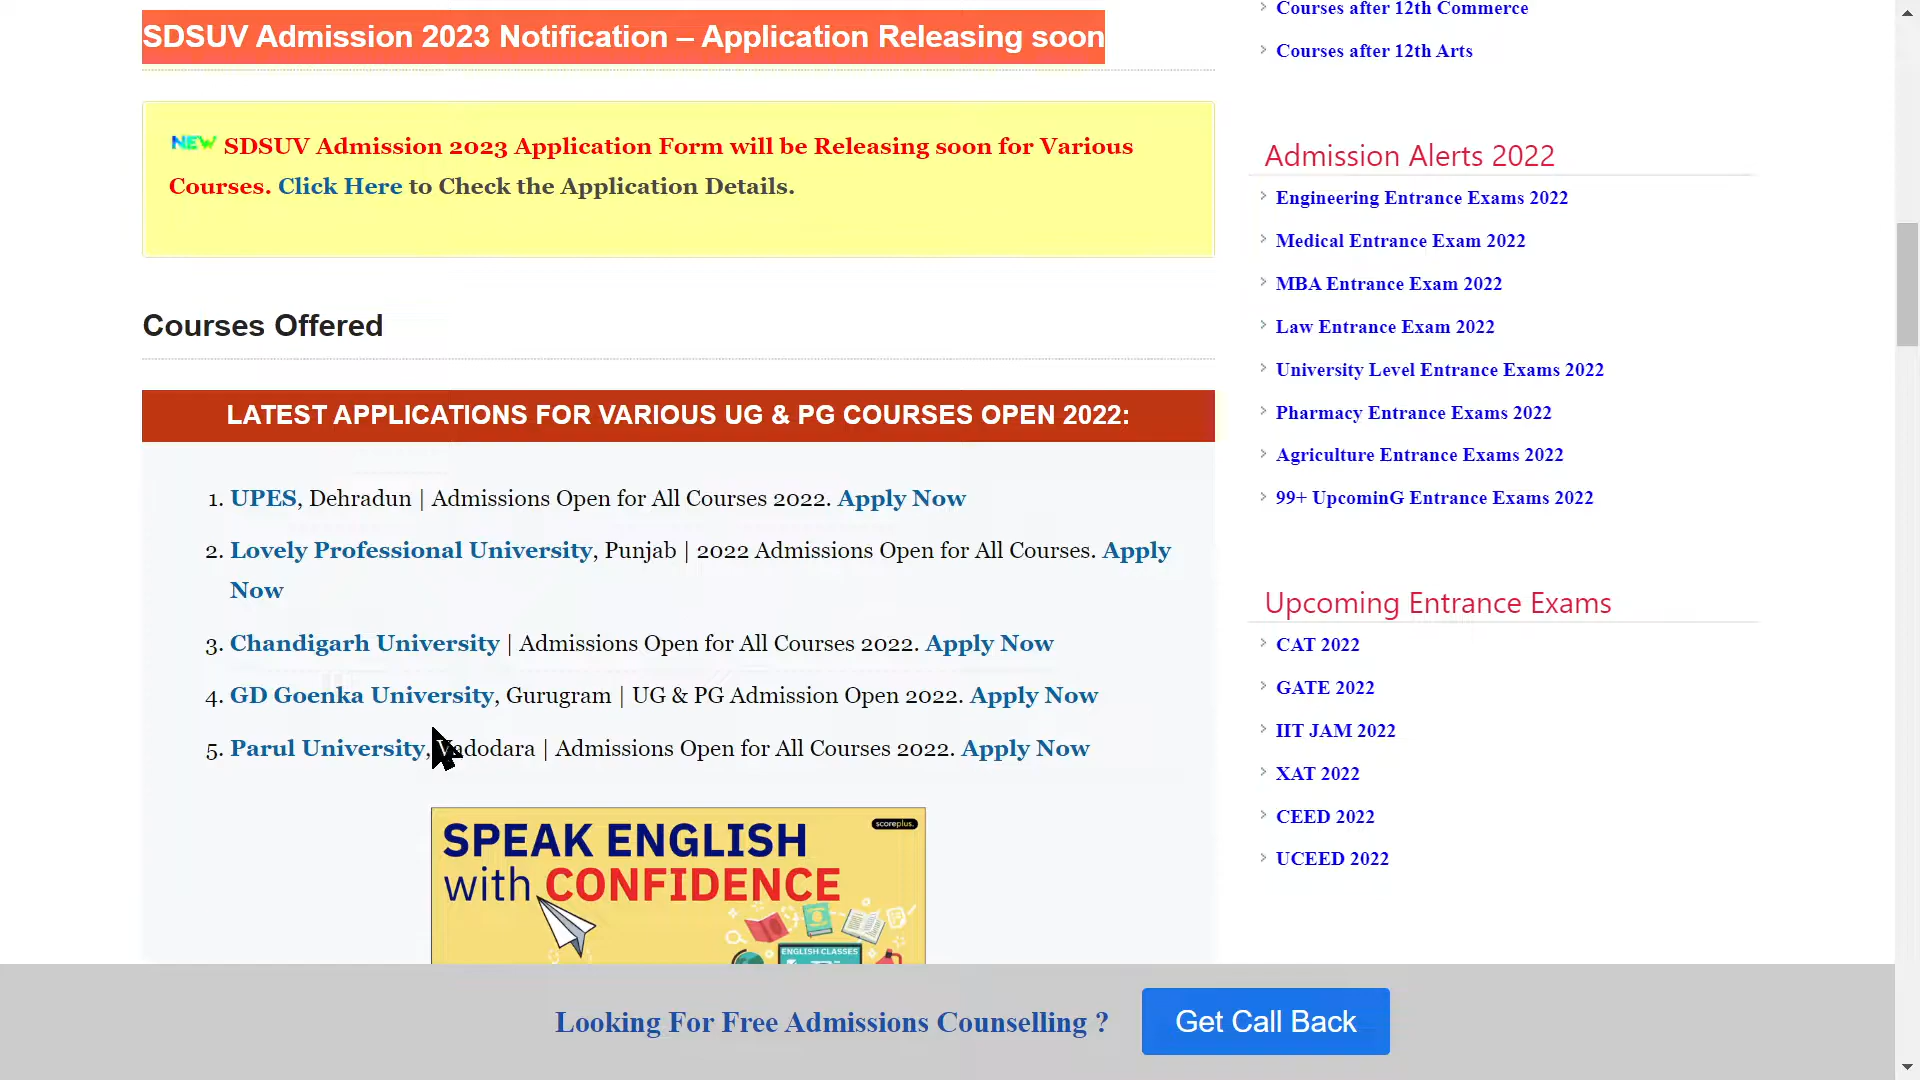 SDSUV Admission 2023 Notification – Application Releasing soon
NEW SDSUV Admission 2023 Application Form will be Releasing soon for Various
Courses. Click Here to Check the Application Details.
Courses Offered
LATEST APPLICATIONS FOR VARIOUS UG & PG COURSES OPEN 2022:
1. UPES, Dehradun | Admissions Open for All Courses 2022. Apply Now
2. Lovely Professional University, Punjab | 2022 Admissions Open for All Courses. Apply
Now
3. Chandigarh University | Admissions Open for All Courses 2022. Apply Now
4. GD Goenka University, Gurugram | UG & PG Admission Open 2022. Apply Now
5. Parul University, Vadodara | Admissions Open for All Courses 2022. Apply Now
scoreplus.
SPEAK ENGLISH
with CONFIDENCE
ENGLISH CLASSES
Courses after 12th Commerce
Courses after 12th Arts
Admission Alerts 2022
Engineering Entrance Exams 2022
Medical Entrance Exam 2022
MBA Entrance Exam 2022
Law Entrance Exam 2022
University Level Entrance Exams 2022
Pharmacy Entrance Exams 2022
Agriculture Entrance Exams 2022
99+ UpcominG Entrance Exams 2022
Upcoming Entrance Exams
CAT 2022
GATE 2022
IIT JAM 2022
XAT 2022
CEED 2022
UCEED 2022
Looking For Free Admissions Counselling ?
Get Call Back